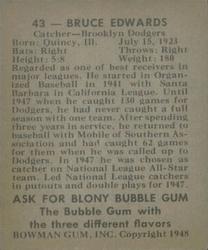 43 — BRUCE EDWARDS
Catcher—Brooklyn Dodgers
Born: Quincy, Ill. July 15, 1923
Bats: Right Throws: Right
Height: 5:8 Weight: 180
Regarded as one of best receivers in
major leagues. He started in Organ-
ized Baseball in 1941 with Santa
Barbara in California League. Until
1947 when he caught 130 games for
Dodgers, he had never caught a full
season with one team. After spending
three years in service, he returned to
baseball with Mobile of Southern As-
sociation and had caught 62 games
for them when he was called up to
Dodgers. In 1947 he was chosen as
catcher on National League All-Star
team. Led National League catchers
in putouts and double plays for 1947.
ASK FOR BLONY BUBBLE GUM
The Bubble Gum with
the three different flavors
BOWMAN GUM, INC. Copyright 1948